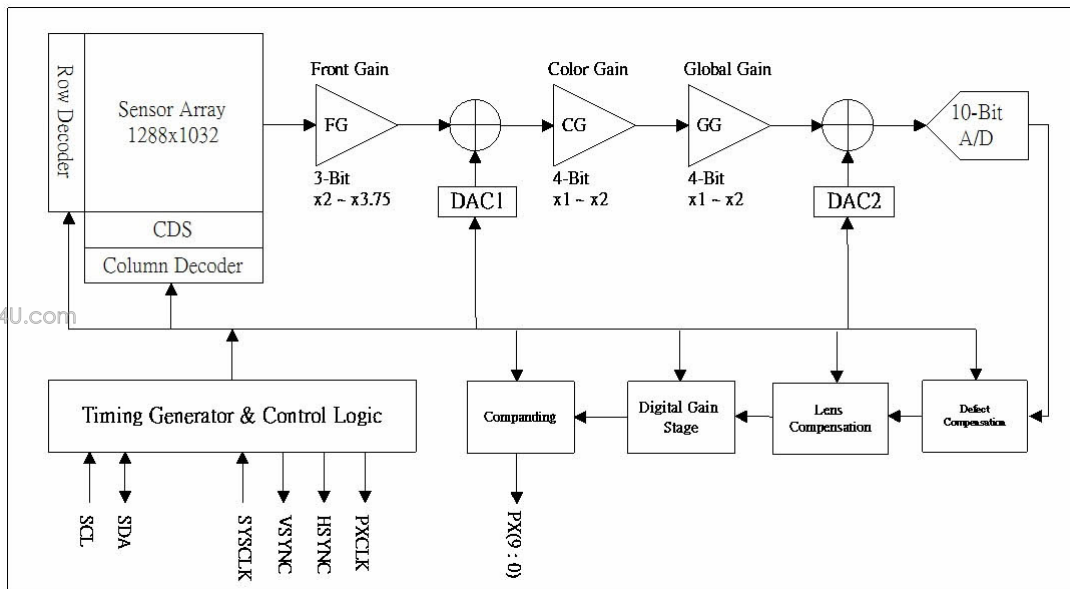 Row Decoder
Sensor Array
1288x1032
CDS
Column Decoder
Front Gain
FG
3-Bit
x2 ~ x3.75
DAC1
Color Gain
CG
4-Bit
x1 ~ x2
Global Gain
GG
4-Bit
x1 ~ x2
DAC2
10-Bit
A/D
4U.com
Timing Generator & Control Logic
Companding
Digital Gain
Stage
Lens
Compensation
Defect
Compensation
SCL
SDA
SYSCLK
VSYNC
HSYNC
PXCLK
PX(9 : 0)